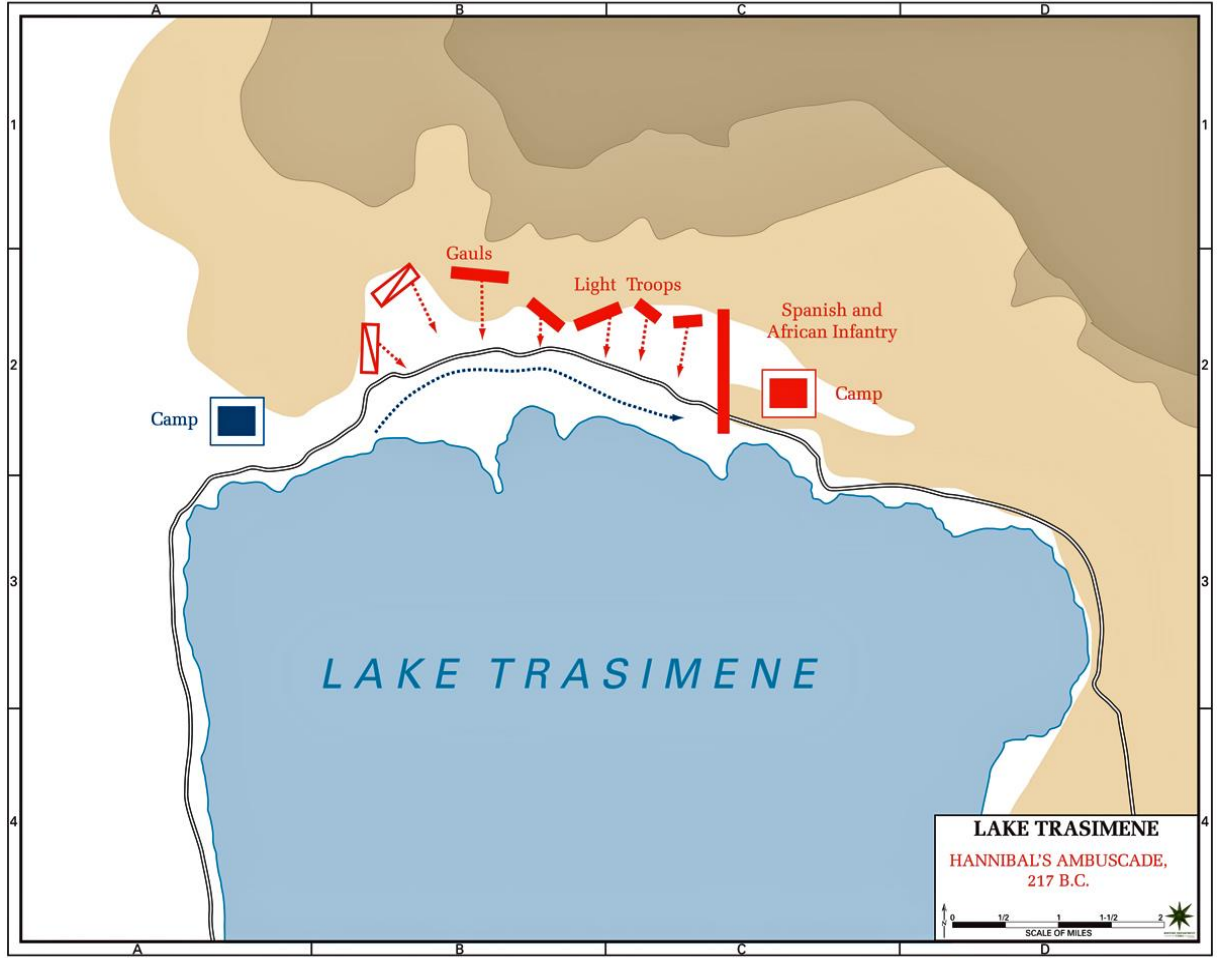 A B C D
1 1
Gauls
Light Troops
Spanish and
African Infantry
2 2
Camp
Camp
3 3
LAKE TRASIMENE
4 4
LAKE TRASIMENE
HANNIBAL'S AMBUSCADE,
217 B.C.
N
0 1/2 1 1-1/2 2
SCALE OF MILES
A B C D